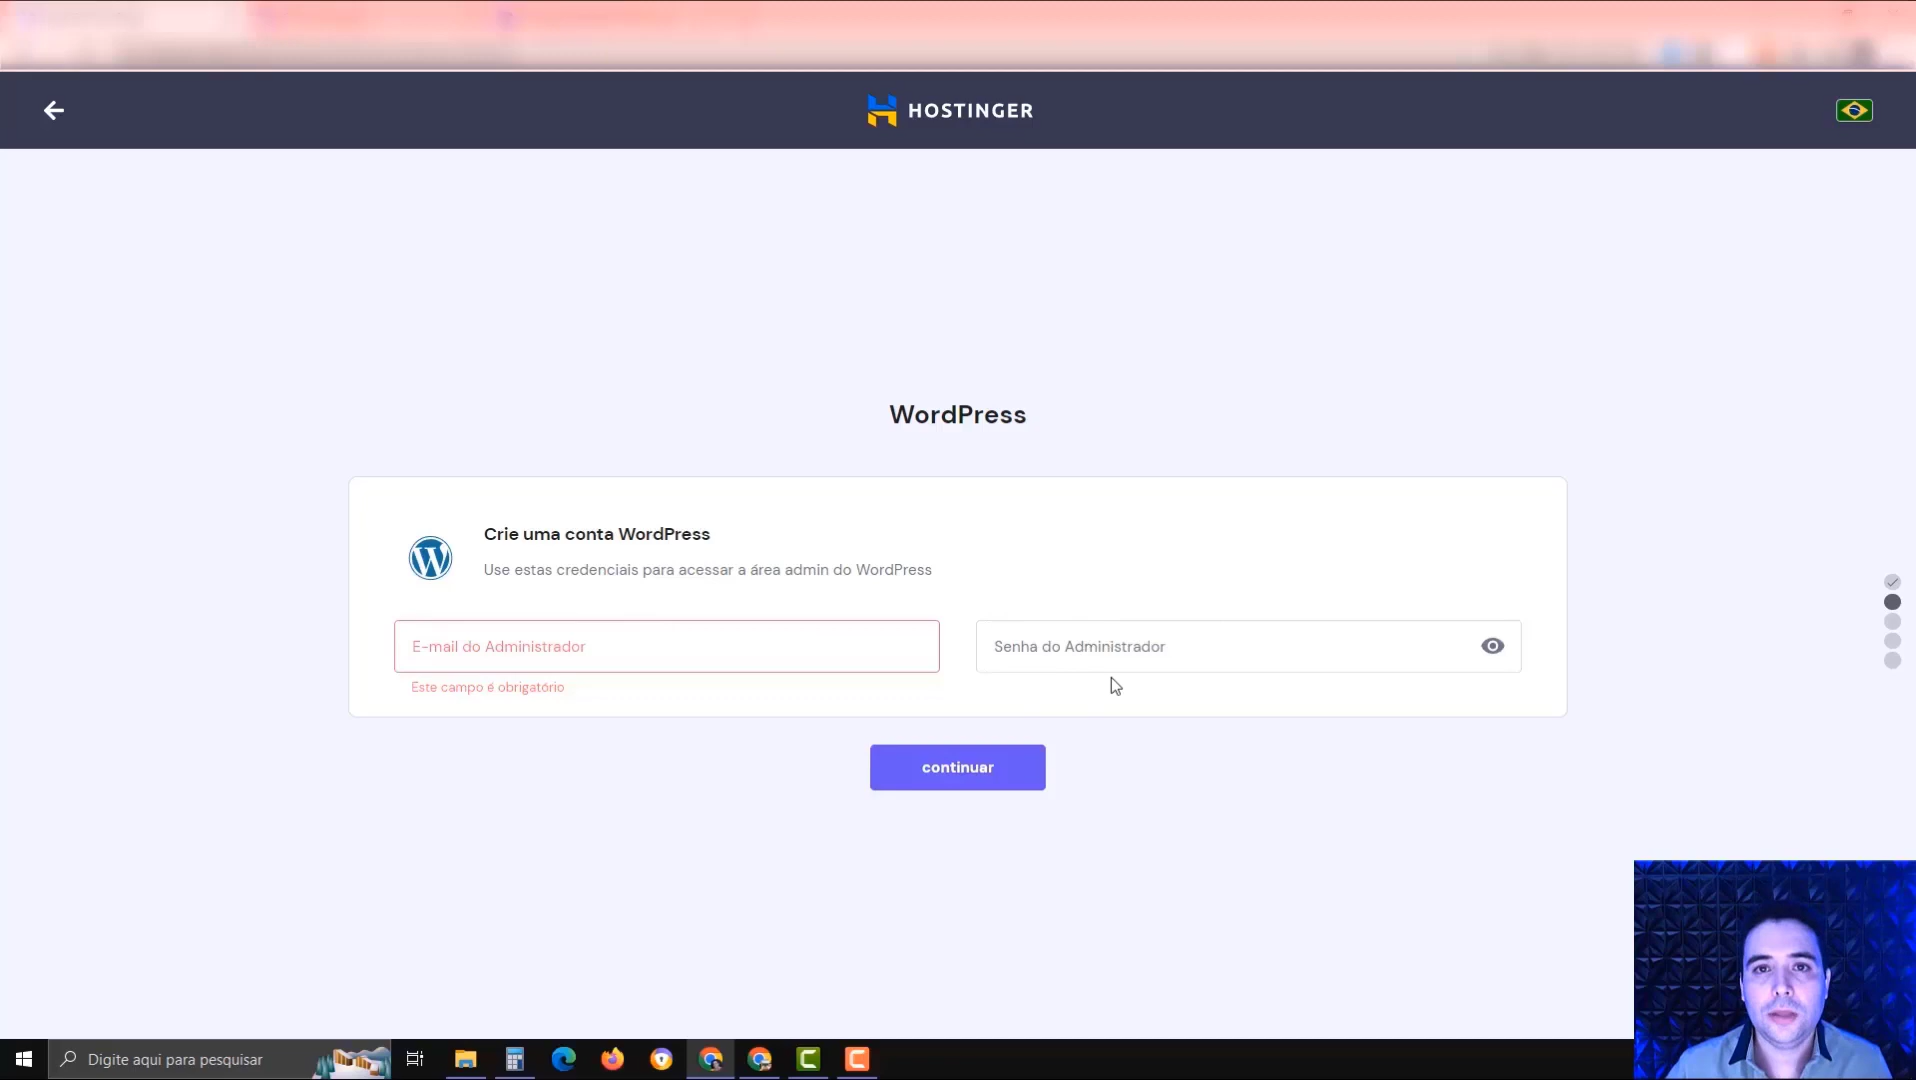 HOSTINGER
WordPress
Crie uma conta WordPress
Use estas credenciais para acessar a área admin do WordPress
E-mail do Administrador
Senha do Administrador
Este campo é obrigatório
continuar
Digite aqui para pesquisar